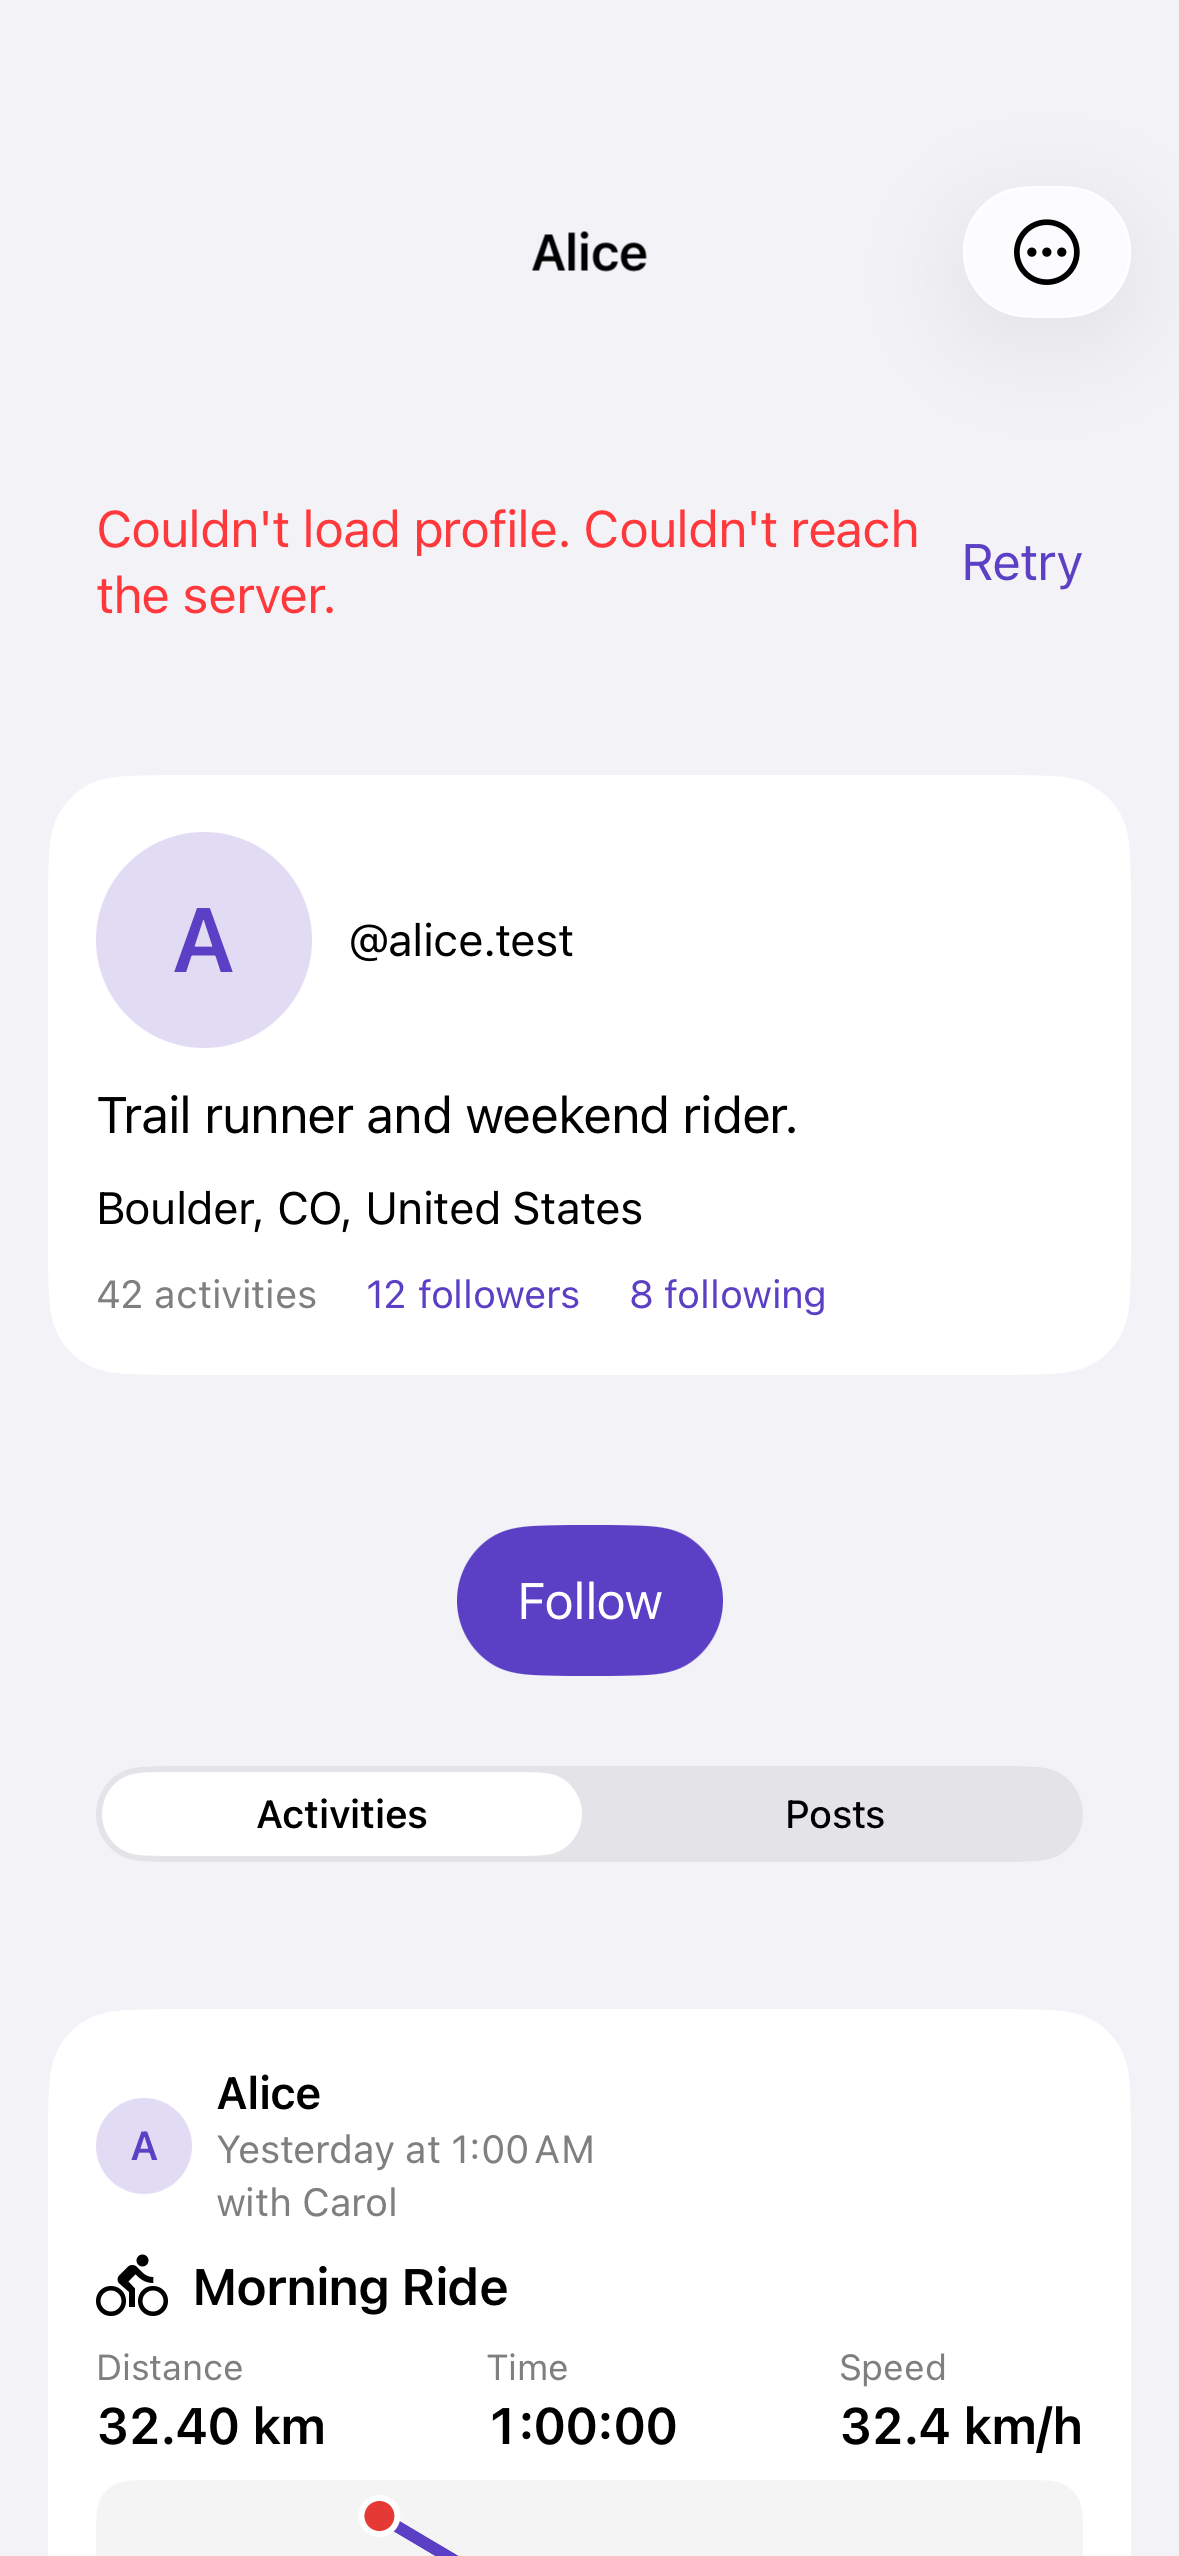 Alice
Couldn't load profile. Couldn't reach
the server.
Retry
A
@alice.test
Trail runner and weekend rider.
Boulder, CO, United States
42 activities 12 followers 8 following
Follow
Activities Posts
A
Alice
Yesterday at 1:00 AM
with Carol
Morning Ride
Distance Time Speed
32.40 km 1:00:00 32.4 km/h